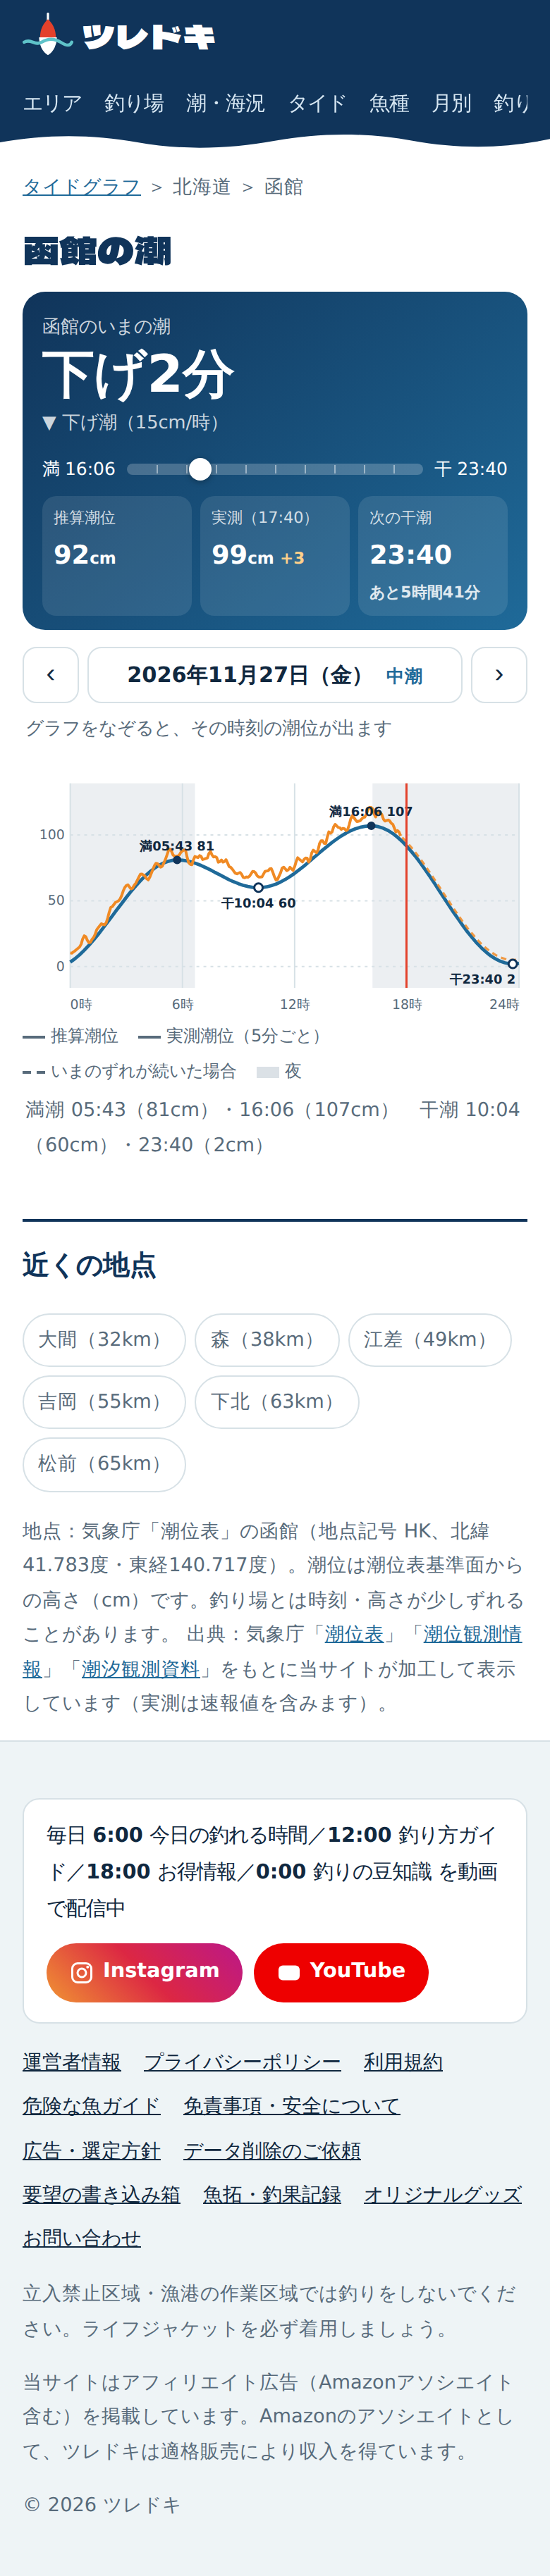 ツレドキ
エリア 釣り場 潮・海況 タイド 魚種 月別 釣り
タイドグラフ > 北海道 > 函館
函館の潮
函館のいまの潮
下げ2分
▼ 下げ潮（15cm/時）
満 16:06 干 23:40
推算潮位 実測（17:40） 次の干潮
92cm 99cm +3 23:40
あと5時間41分
‹ 2026年11月27日（金） 中潮 ›
グラフをなぞると、その時刻の潮位が出ます
満16:06 107
100
満05:43 81
50
干10:04 60
0
干23:40 2
0時 6時 12時 18時 24時
推算潮位 実測潮位（5分ごと）
いまのずれが続いた場合 夜
満潮 05:43（81cm）・16:06（107cm） 干潮 10:04
（60cm）・23:40（2cm）
近くの地点
大間（32km） 森（38km） 江差（49km）
吉岡（55km） 下北（63km）
松前（65km）
地点：気象庁「潮位表」の函館（地点記号 HK、北緯
41.783度・東経140.717度）。潮位は潮位表基準面から
の高さ（cm）です。釣り場とは時刻・高さが少しずれる
ことがあります。 出典：気象庁「潮位表」「潮位観測情
報」「潮汐観測資料」をもとに当サイトが加工して表示
しています（実測は速報値を含みます）。
毎日 6:00 今日の釣れる時間／12:00 釣り方ガイ
ド／18:00 お得情報／0:00 釣りの豆知識 を動画
で配信中
Instagram YouTube
運営者情報 プライバシーポリシー 利用規約
危険な魚ガイド 免責事項・安全について
広告・選定方針 データ削除のご依頼
要望の書き込み箱 魚拓・釣果記録 オリジナルグッズ
お問い合わせ
立入禁止区域・漁港の作業区域では釣りをしないでくだ
さい。ライフジャケットを必ず着用しましょう。
当サイトはアフィリエイト広告（Amazonアソシエイト
含む）を掲載しています。Amazonのアソシエイトとし
て、ツレドキは適格販売により収入を得ています。
© 2026 ツレドキ